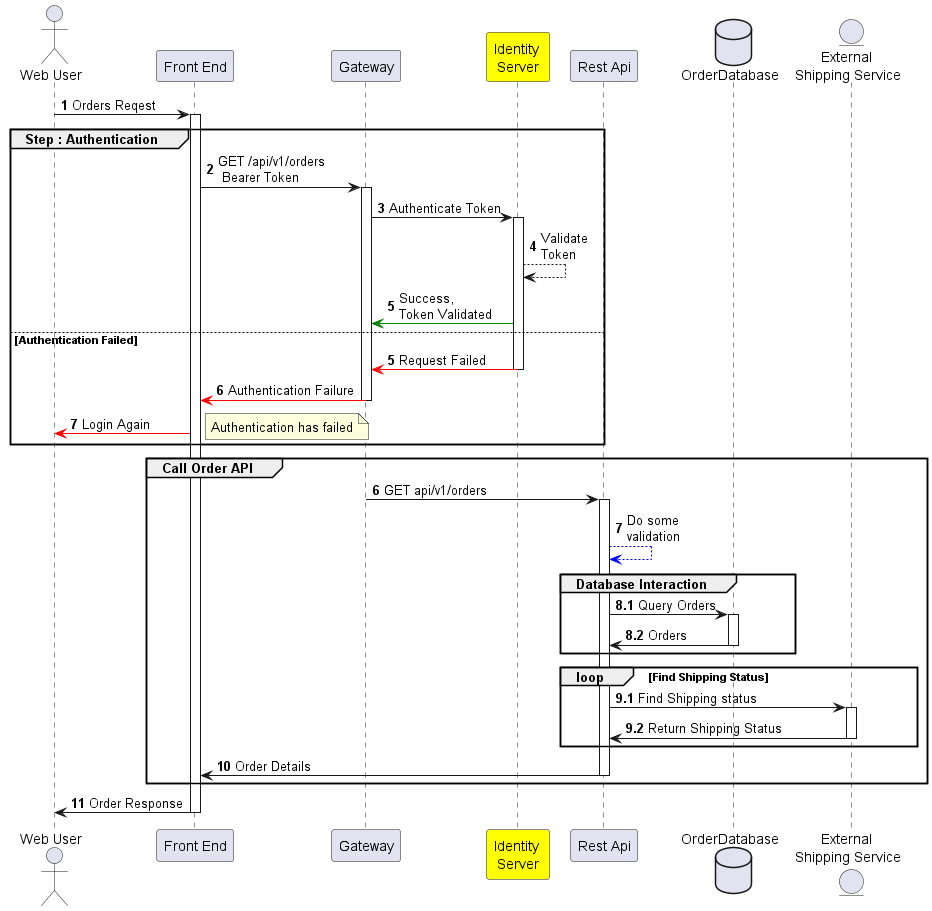 Web User
Front End
Gateway
Identity
Server
Rest Api
OrderDatabase
External
Shipping Service
1 Orders Reqest
Step : Authentication
2 GET /api/v1/orders
Bearer Token
3 Authenticate Token
4 Validate
Token
5 Success,
Token Validated
[Authentication Failed]
5 Request Failed
6 Authentication Failure
7 Login Again
Authentication has failed
Call Order API
6 GET api/v1/orders
7 Do some
validation
Database Interaction
8.1 Query Orders
8.2 Orders
loop [Find Shipping Status]
9.1 Find Shipping status
9.2 Return Shipping Status
10 Order Details
11 Order Response
Web User
Front End
Gateway
Identity
Server
Rest Api
OrderDatabase
External
Shipping Service